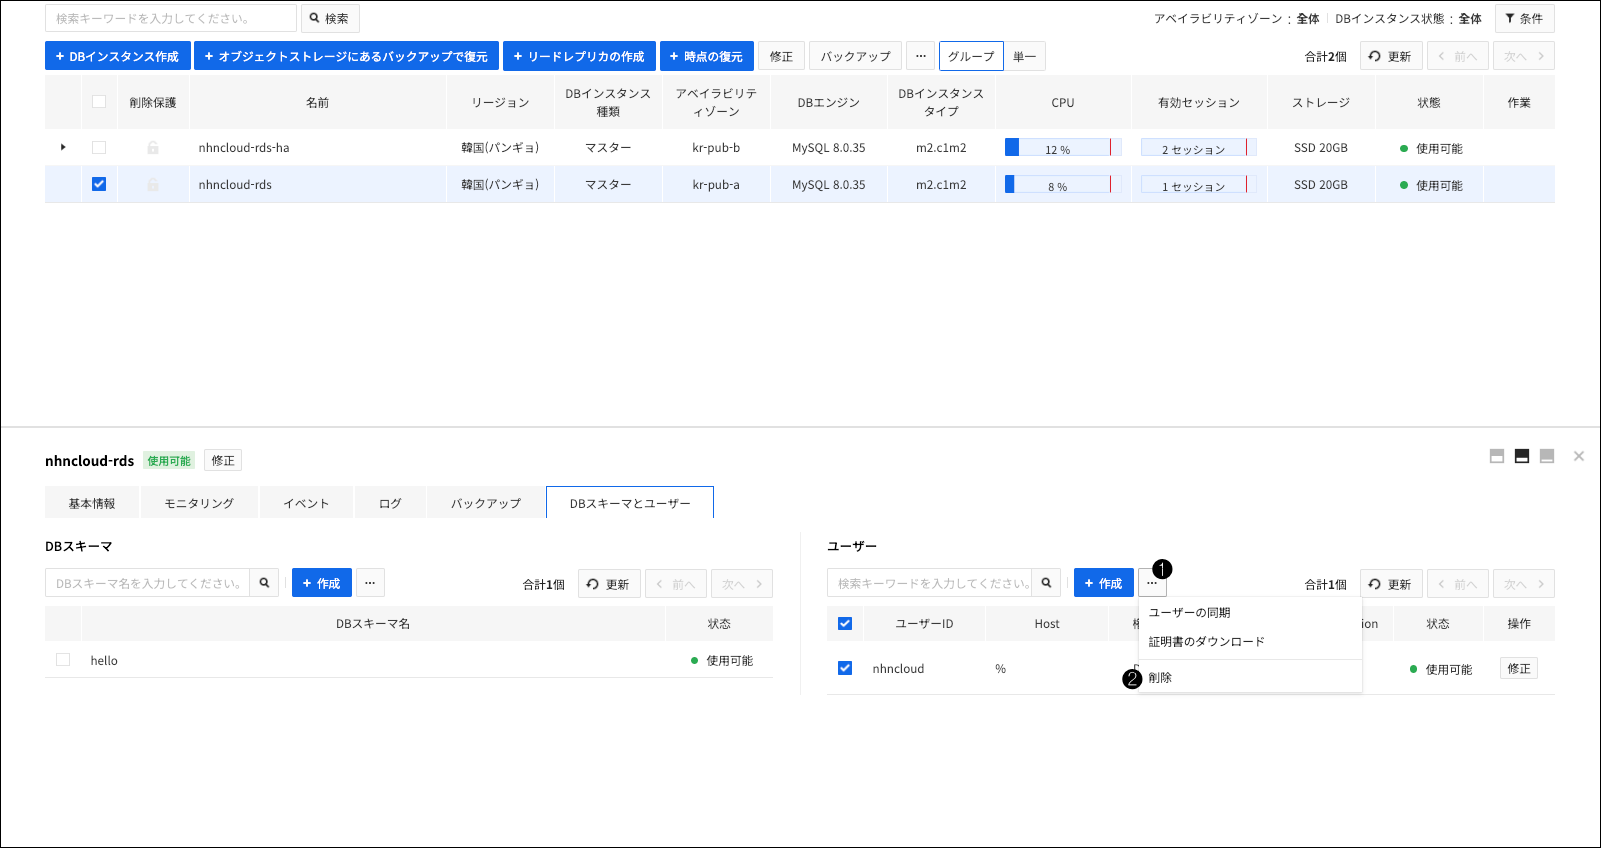 検索キーワードを入力してください。 検索 アベイラビリティゾーン : 全体 DBインスタンス状態 : 全体 条件
+ DBインスタンス作成 + オブジェクトストレージにあるバックアップで復元 + リードレプリカの作成 + 時点の復元 修正 バックアップ ... グループ 単一 合計2個 更新 前へ 次へ
削除保護 名前 リージョン DBインスタンス種類 アベイラビリティゾーン DBエンジン DBインスタンスタイプ CPU 有効セッション ストレージ 状態 作業
nhncloud-rds-ha 韓国(パンギョ) マスター kr-pub-b MySQL 8.0.35 m2.c1m2 12 % 2 セッション SSD 20GB 使用可能
nhncloud-rds 韓国(パンギョ) マスター kr-pub-a MySQL 8.0.35 m2.c1m2 8 % 1 セッション SSD 20GB 使用可能
nhncloud-rds 使用可能 修正
基本情報 モニタリング イベント ログ バックアップ DBスキーマとユーザー
DBスキーマ
DBスキーマ名を入力してください。 + 作成 ... 合計1個 更新 前へ 次へ
DBスキーマ名 状态
hello 使用可能
ユーザー
検索キーワードを入力してください。 + 作成 ... 1 合計1個 更新 前へ 次へ
ユーザーID Host ion 状态 操作
nhncloud % 使用可能 修正
ユーザーの同期
証明書のダウンロード
2 削除